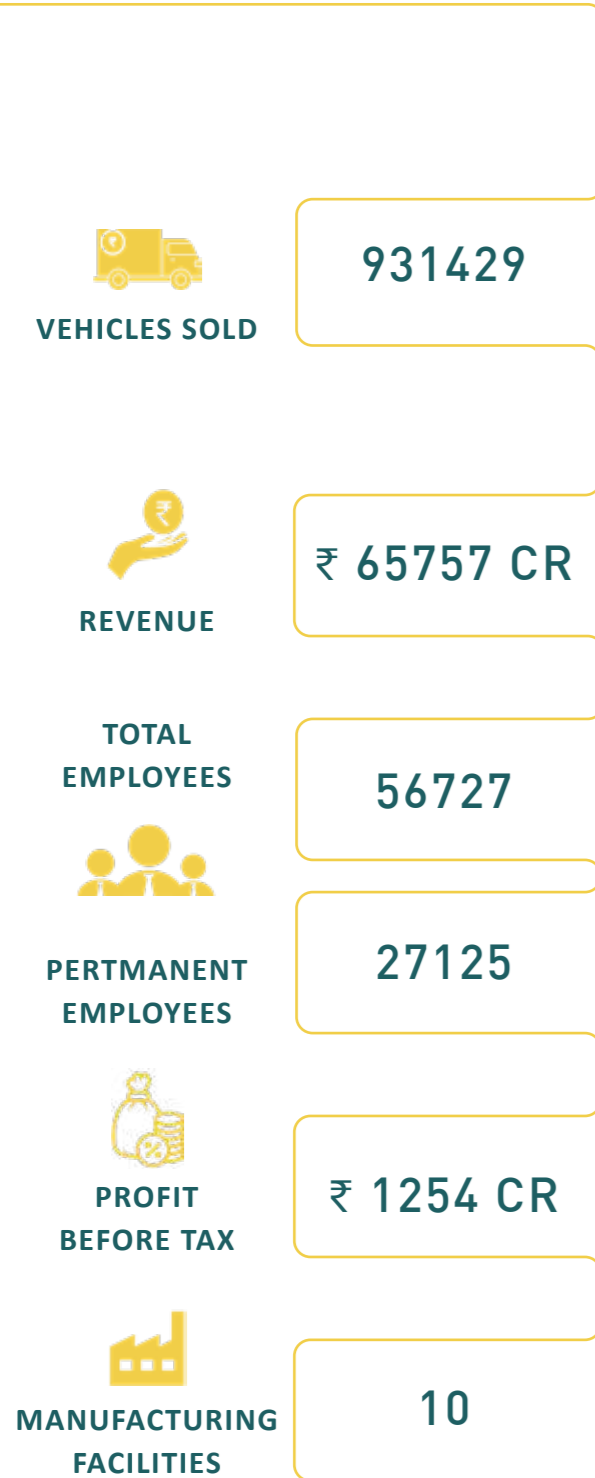 931429
VEHICLES SOLD
₹ 65757 CR
REVENUE
TOTAL
EMPLOYEES
56727
PERTMANENT
EMPLOYEES
27125
PROFIT
BEFORE TAX
₹ 1254 CR
MANUFACTURING
FACILITIES
10